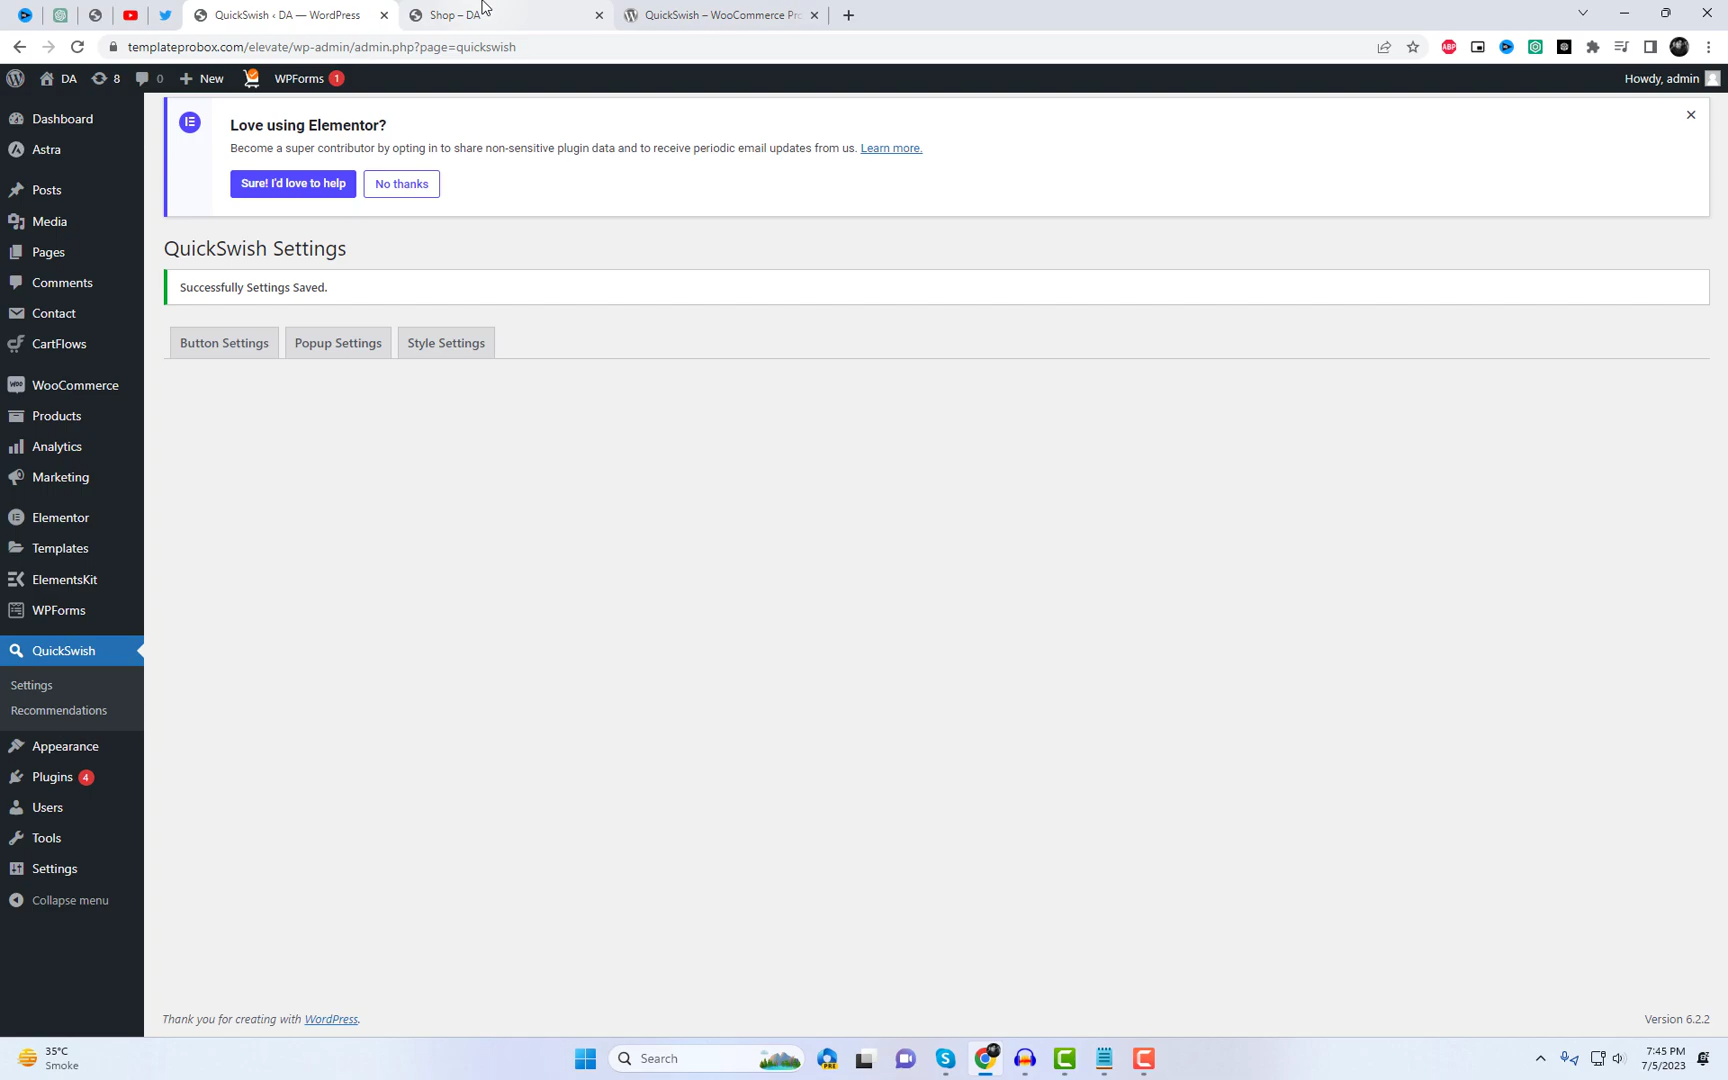 QuickSwish ‹ DA — WordPress
Shop – DA
QuickSwish – WooCommerce Pr
templateprobox.com/elevate/wp-admin/admin.php?page=quickswish
ABP
DA
8
0
New
WPForms 1
Howdy, admin
Love using Elementor?
Become a super contributor by opting in to share non-sensitive plugin data and to receive periodic email updates from us. Learn more.
Sure! I'd love to help
No thanks
Dashboard
Astra
Posts
Media
Pages
Comments
Contact
CartFlows
WooCommerce
Products
Analytics
Marketing
Elementor
Templates
ElementsKit
WPForms
QuickSwish
Settings
Recommendations
Appearance
Plugins 4
Users
Tools
Settings
Collapse menu
QuickSwish Settings
Successfully Settings Saved.
Button Settings
Popup Settings
Style Settings
Thank you for creating with WordPress.
Version 6.2.2
35°C
Smoke
Search
PRE
7:45 PM
7/5/2023